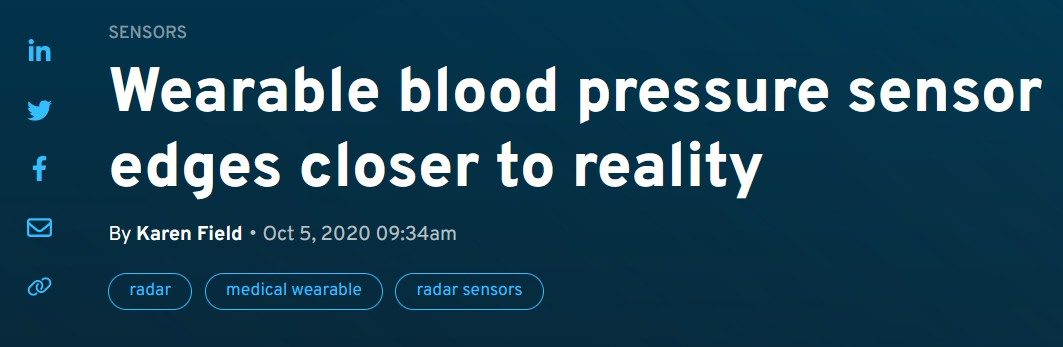 SENSORS
Wearable blood pressure sensor
edges closer to reality
By Karen Field • Oct 5, 2020 09:34am
radar
medical wearable
radar sensors